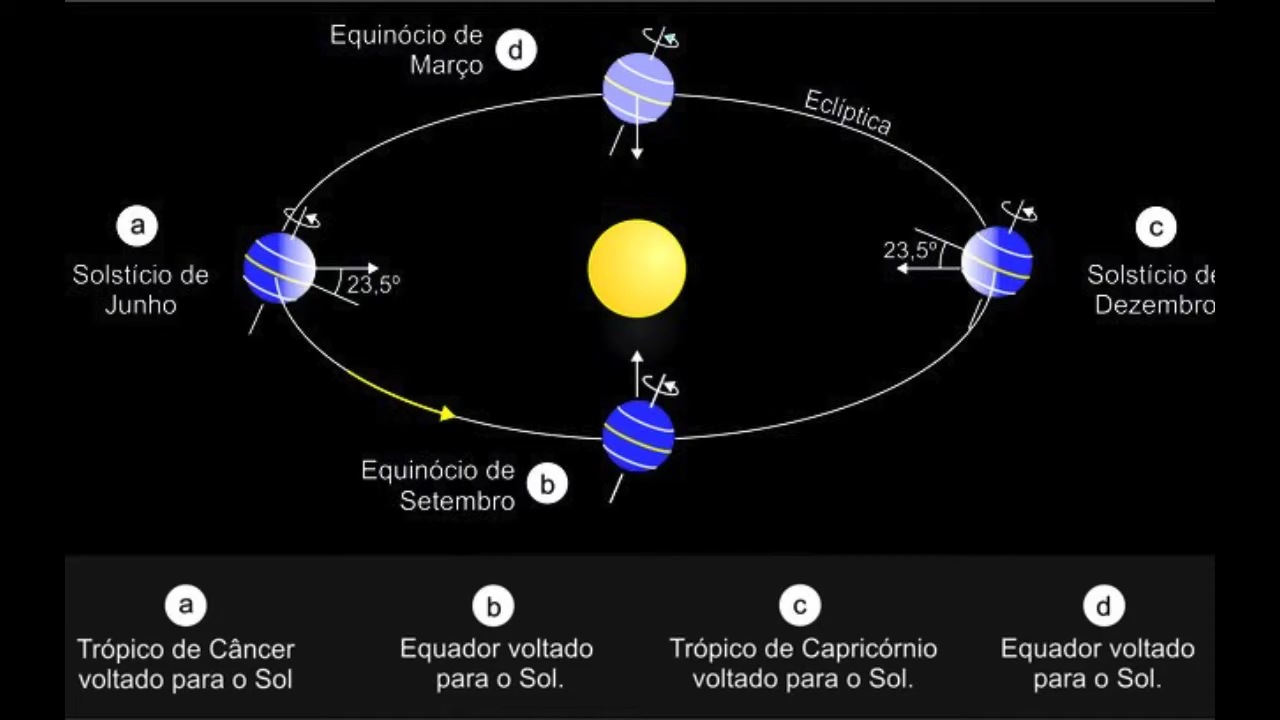 Equinócio de
Março
d
Eclíptica
a
Solstício de
Junho
23,5º
23,5º
c
Solstício de
Dezembro
Equinócio de
Setembro
b
a
Trópico de Câncer
voltado para o Sol
b
Equador voltado
para o Sol.
c
Trópico de Capricórnio
voltado para o Sol.
d
Equador voltado
para o Sol.